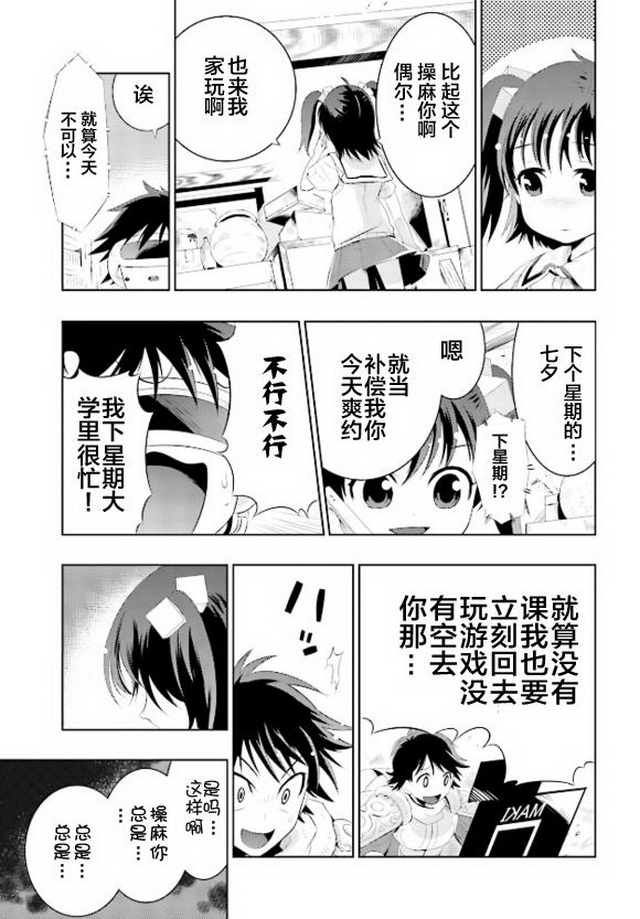 比起这个
操麻你啊
偶尔…
也来我
家玩啊
诶
就算今天
不可以…
下个星期的…
七夕
下星期!?
嗯
就当
补偿我你
今天爽约
不行不行
我下星期大
学里很忙！
就算没有
课我也要
立刻回去
玩游戏没
有空去
你那…
MAKI
是吗…
这样啊
操麻你
总是…
总是…
总是…